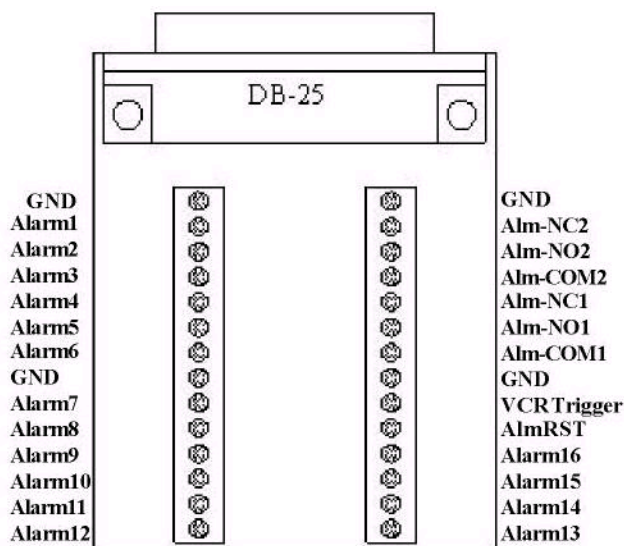 DB-25
GND
Alarm1
Alarm2
Alarm3
Alarm4
Alarm5
Alarm6
GND
Alarm7
Alarm8
Alarm9
Alarm10
Alarm11
Alarm12
GND
Alm-NC2
Alm-NO2
Alm-COM2
Alm-NC1
Alm-NO1
Alm-COM1
GND
VCRTrigger
AlmRST
Alarm16
Alarm15
Alarm14
Alarm13